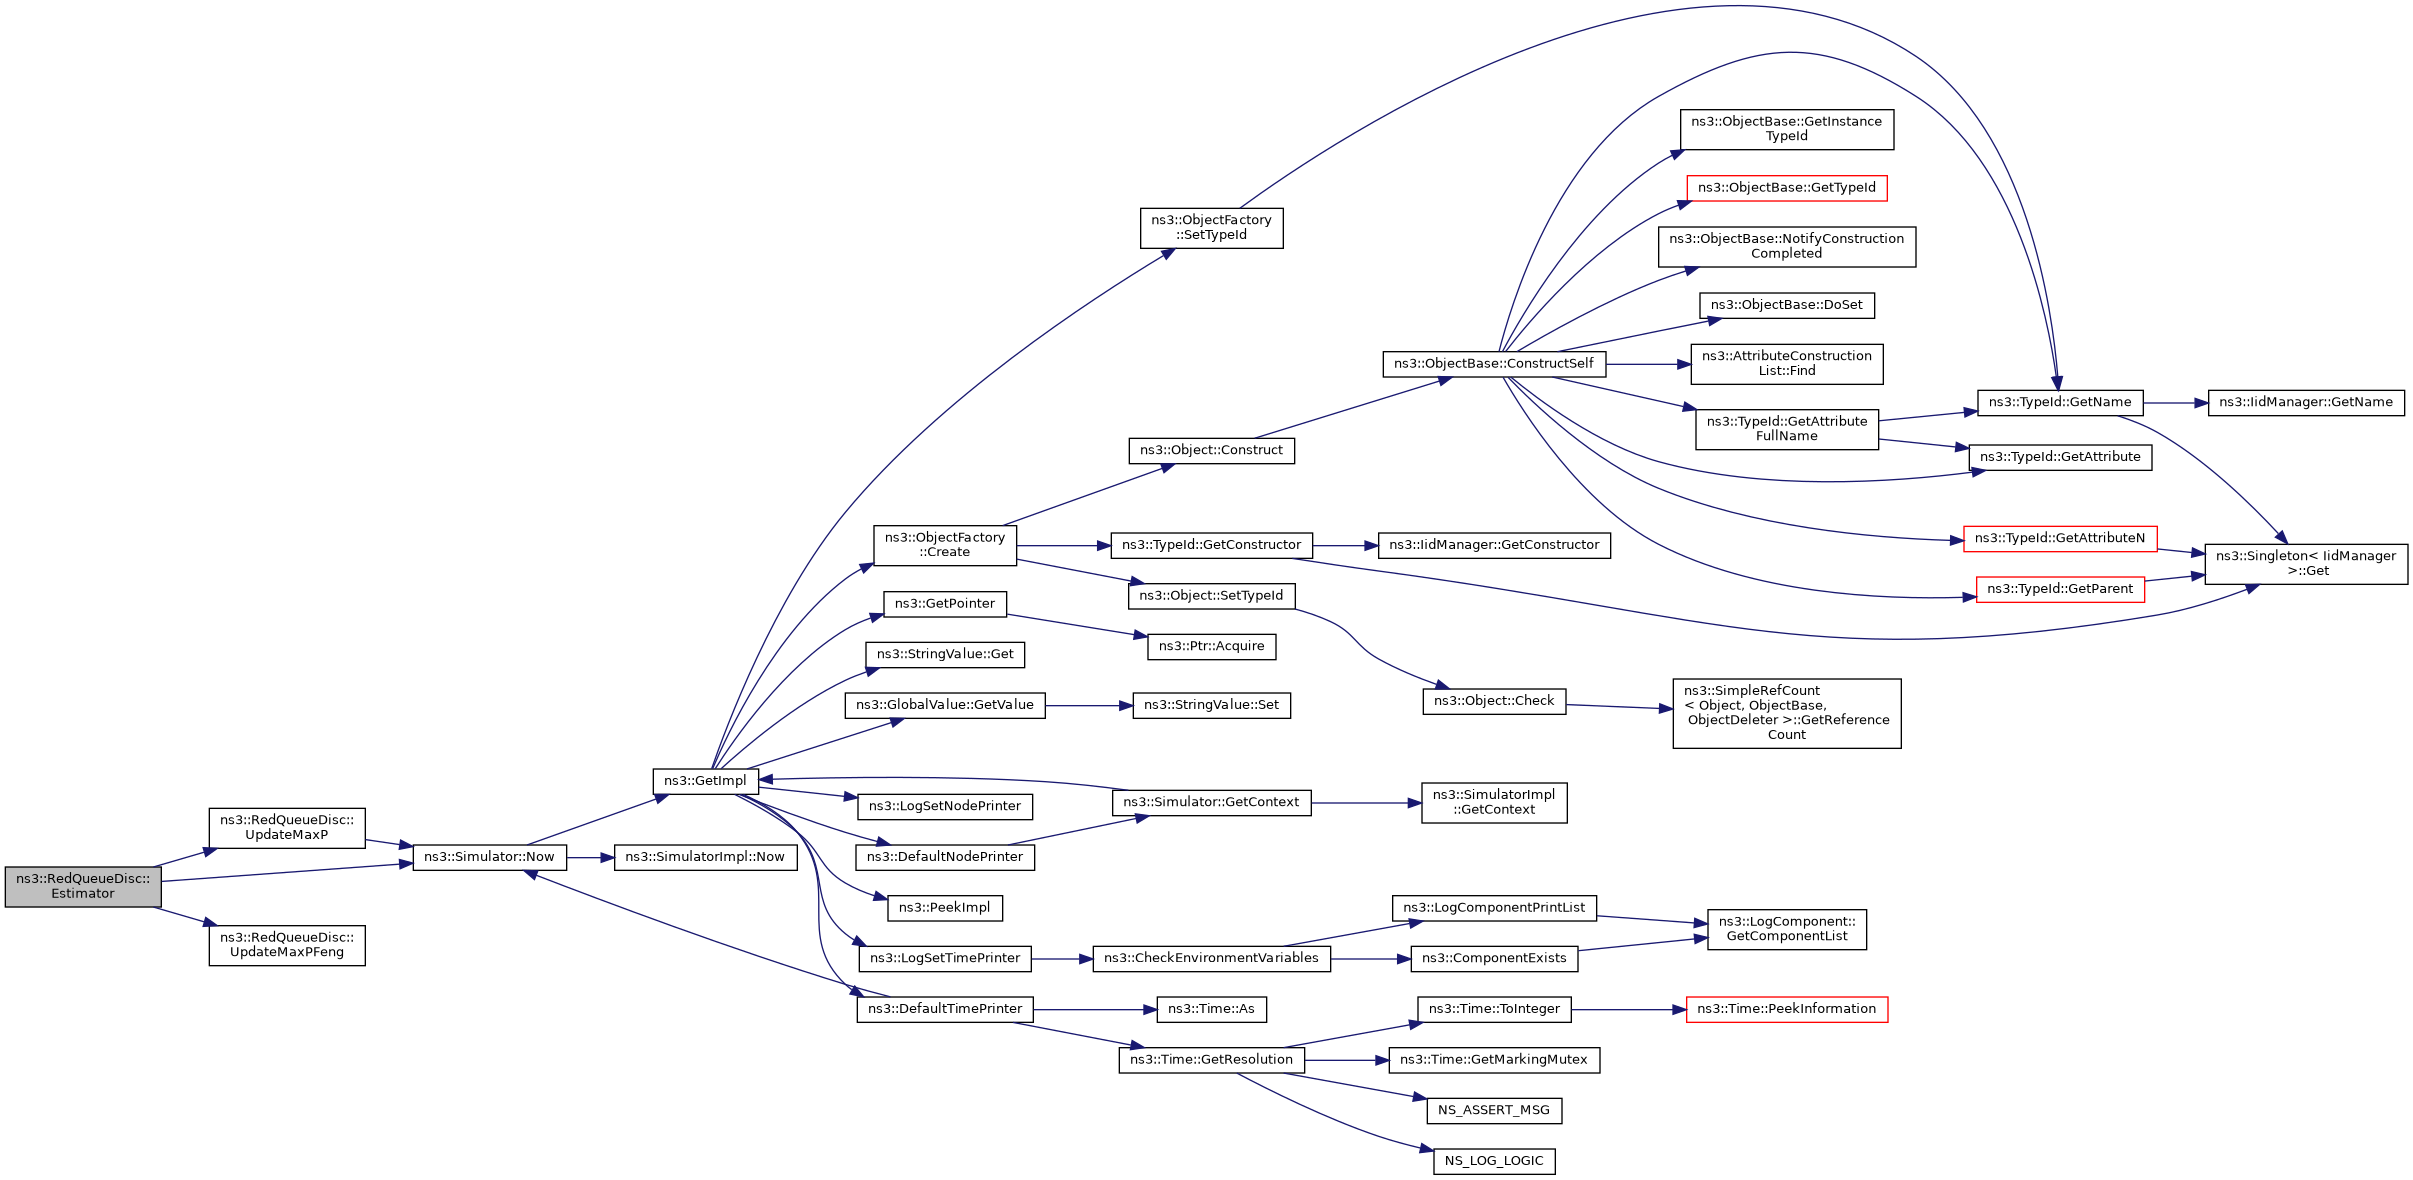 ns3::RedQueueDisc::
Estimator
ns3::RedQueueDisc::
UpdateMaxP
ns3::RedQueueDisc::
UpdateMaxPFeng
ns3::Simulator::Now
ns3::SimulatorImpl::Now
ns3::GetImpl
ns3::ObjectFactory
::SetTypeId
ns3::ObjectFactory
::Create
ns3::GetPointer
ns3::StringValue::Get
ns3::GlobalValue::GetValue
ns3::LogSetNodePrinter
ns3::DefaultNodePrinter
ns3::PeekImpl
ns3::LogSetTimePrinter
ns3::DefaultTimePrinter
ns3::Object::Construct
ns3::TypeId::GetConstructor
ns3::Object::SetTypeId
ns3::Ptr::Acquire
ns3::StringValue::Set
ns3::Simulator::GetContext
ns3::CheckEnvironmentVariables
ns3::Time::As
ns3::Time::GetResolution
ns3::ObjectBase::ConstructSelf
ns3::IidManager::GetConstructor
ns3::Object::Check
ns3::SimulatorImpl
::GetContext
ns3::LogComponentPrintList
ns3::ComponentExists
ns3::Time::ToInteger
ns3::Time::GetMarkingMutex
NS_ASSERT_MSG
NS_LOG_LOGIC
ns3::ObjectBase::GetInstance
TypeId
ns3::ObjectBase::GetTypeId
ns3::ObjectBase::NotifyConstruction
Completed
ns3::ObjectBase::DoSet
ns3::AttributeConstruction
List::Find
ns3::TypeId::GetAttribute
FullName
ns3::SimpleRefCount
< Object, ObjectBase,
ObjectDeleter >::GetReference
Count
ns3::LogComponent::
GetComponentList
ns3::Time::PeekInformation
ns3::TypeId::GetName
ns3::TypeId::GetAttribute
ns3::TypeId::GetAttributeN
ns3::TypeId::GetParent
ns3::IidManager::GetName
ns3::Singleton< IidManager
>::Get